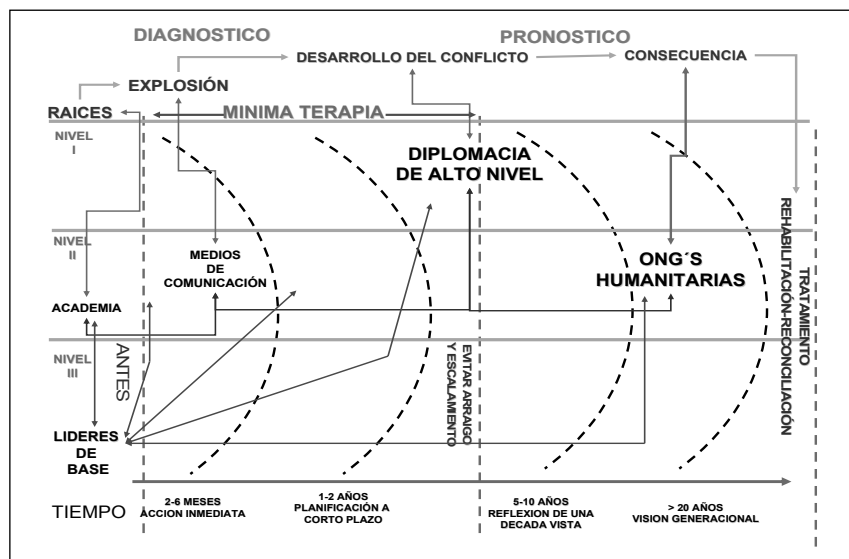 DIAGNOSTICO
PRONOSTICO
DESARROLLO DEL CONFLICTO
CONSECUENCIA
EXPLOSIÓN
RAICES
MINIMA TERAPIA
NIVEL
I
DIPLOMACIA
DE ALTO NIVEL
NIVEL
II
MEDIOS
DE
COMUNICACIÓN
ONG´S
HUMANITARIAS
ACADEMIA
NIVEL
III
ANTES
EVITAR ARRAIGO
Y ESCALAMIENTO
TRATAMIENTO
REHABILITACIÓN-RECONCILIACIÓN
LIDERES
DE
BASE
TIEMPO
2-6 MESES
ACCION INMEDIATA
1-2 AÑOS
PLANIFICACIÓN A
CORTO PLAZO
5-10 AÑOS
REFLEXION DE UNA
DECADA VISTA
> 20 AÑOS
VISION GENERACIONAL